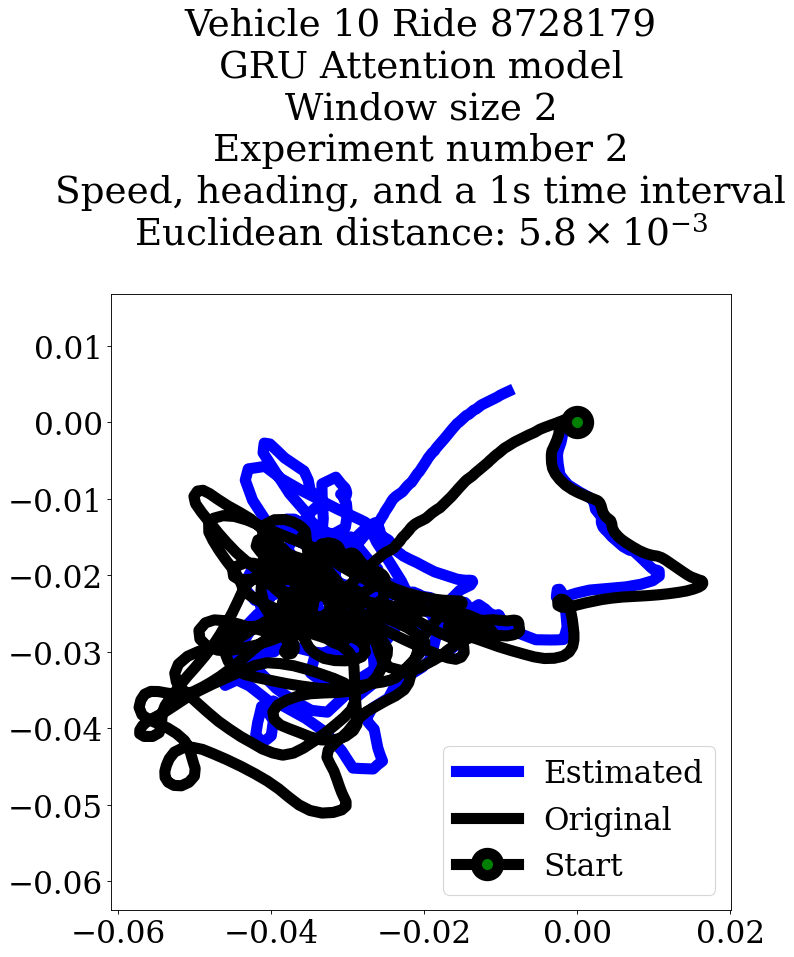 Vehicle 10 Ride 8728179
GRU Attention model
Window size 2
Experiment number 2
Speed, heading, and a 1s time interval
Euclidean distance: 5.8 × 10⁻³
0.01
0.00
−0.01
−0.02
−0.03
−0.04
−0.05
−0.06
Estimated
Original
Start
−0.06 −0.04 −0.02 0.00 0.02